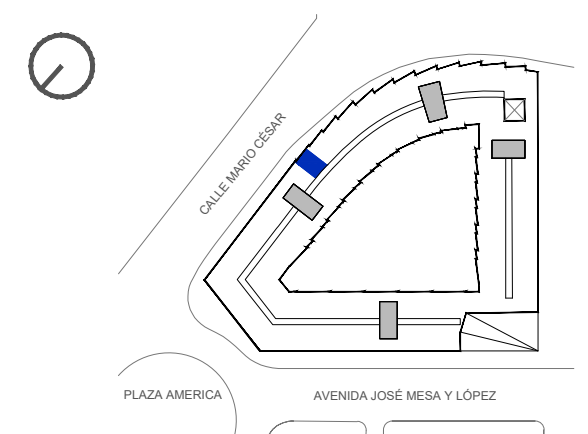 CALLE MARIO CÉSAR
PLAZA AMERICA
AVENIDA JOSÉ MESA Y LÓPEZ